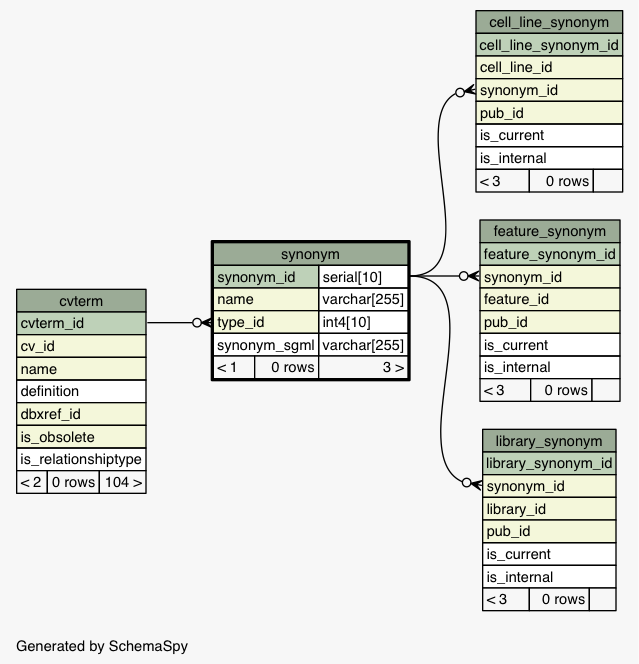 cell_line_synonym
cell_line_synonym_id
cell_line_id
synonym_id
pub_id
is_current
is_internal
< 3 0 rows
feature_synonym
feature_synonym_id
synonym_id
feature_id
pub_id
is_current
is_internal
< 3 0 rows
synonym
synonym_id serial[10]
name varchar[255]
type_id int4[10]
synonym_sgml varchar[255]
< 1 0 rows 3 >
cvterm
cvterm_id
cv_id
name
definition
dbxref_id
is_obsolete
is_relationshiptype
< 2 0 rows 104 >
library_synonym
library_synonym_id
synonym_id
library_id
pub_id
is_current
is_internal
< 3 0 rows
Generated by SchemaSpy